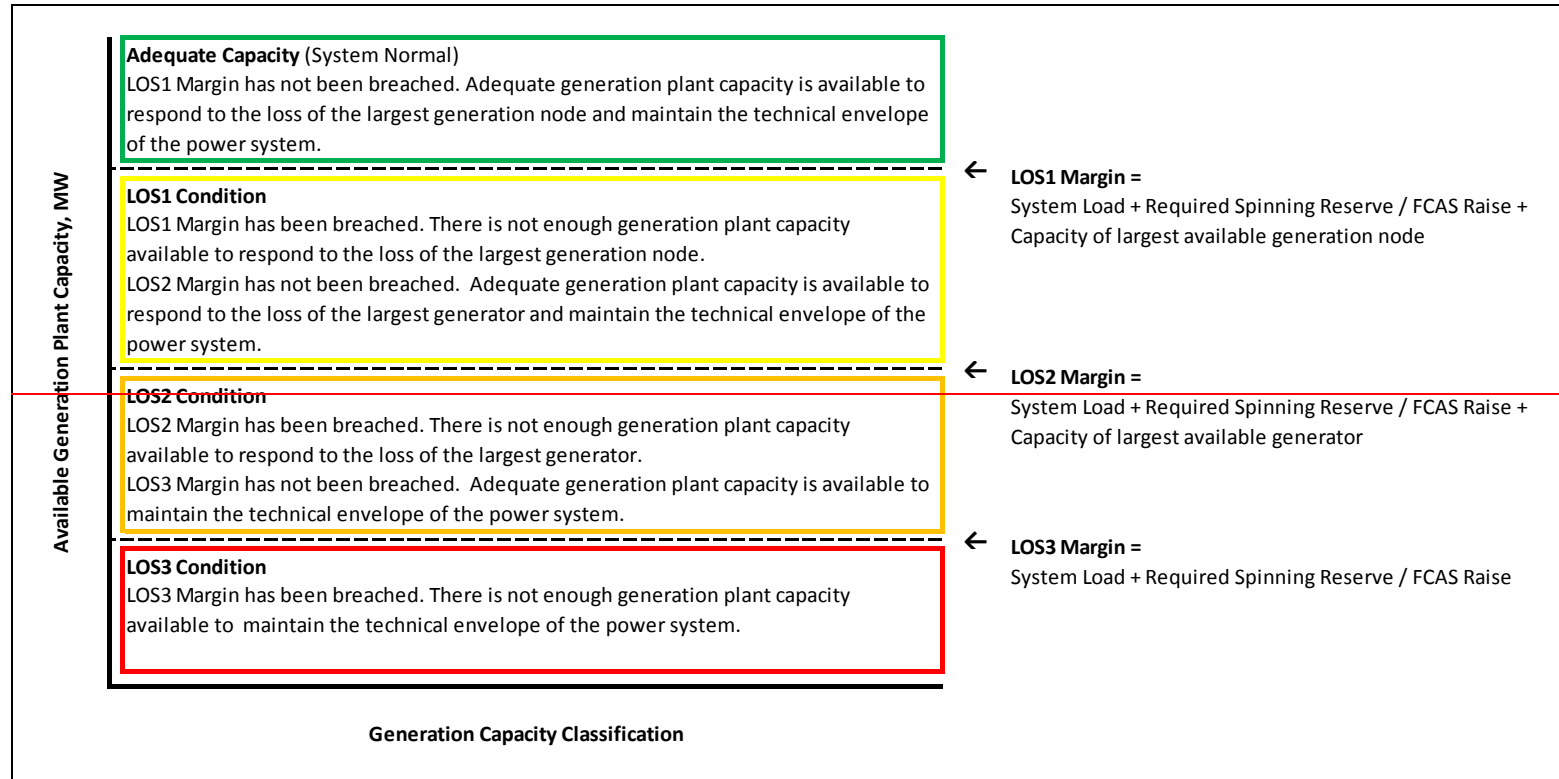 Adequate Capacity (System Normal)
LOS1 Margin has not been breached. Adequate generation plant capacity is available to
respond to the loss of the largest generation node and maintain the technical envelope
of the power system.
← LOS1 Margin =
System Load + Required Spinning Reserve / FCAS Raise +
Capacity of largest available generation node
LOS1 Condition
LOS1 Margin has been breached. There is not enough generation plant capacity
available to respond to the loss of the largest generation node.
LOS2 Margin has not been breached.  Adequate generation plant capacity is available to
respond to the loss of the largest generator and maintain the technical envelope of the
power system.
← LOS2 Margin =
System Load + Required Spinning Reserve / FCAS Raise +
Capacity of largest available generator
LOS2 Condition
LOS2 Margin has been breached. There is not enough generation plant capacity
available to respond to the loss of the largest generator.
LOS3 Margin has not been breached.  Adequate generation plant capacity is available to
maintain the technical envelope of the power system.
← LOS3 Margin =
System Load + Required Spinning Reserve / FCAS Raise
LOS3 Condition
LOS3 Margin has been breached. There is not enough generation plant capacity
available to  maintain the technical envelope of the power system.
Available Generation Plant Capacity, MW
Generation Capacity Classification